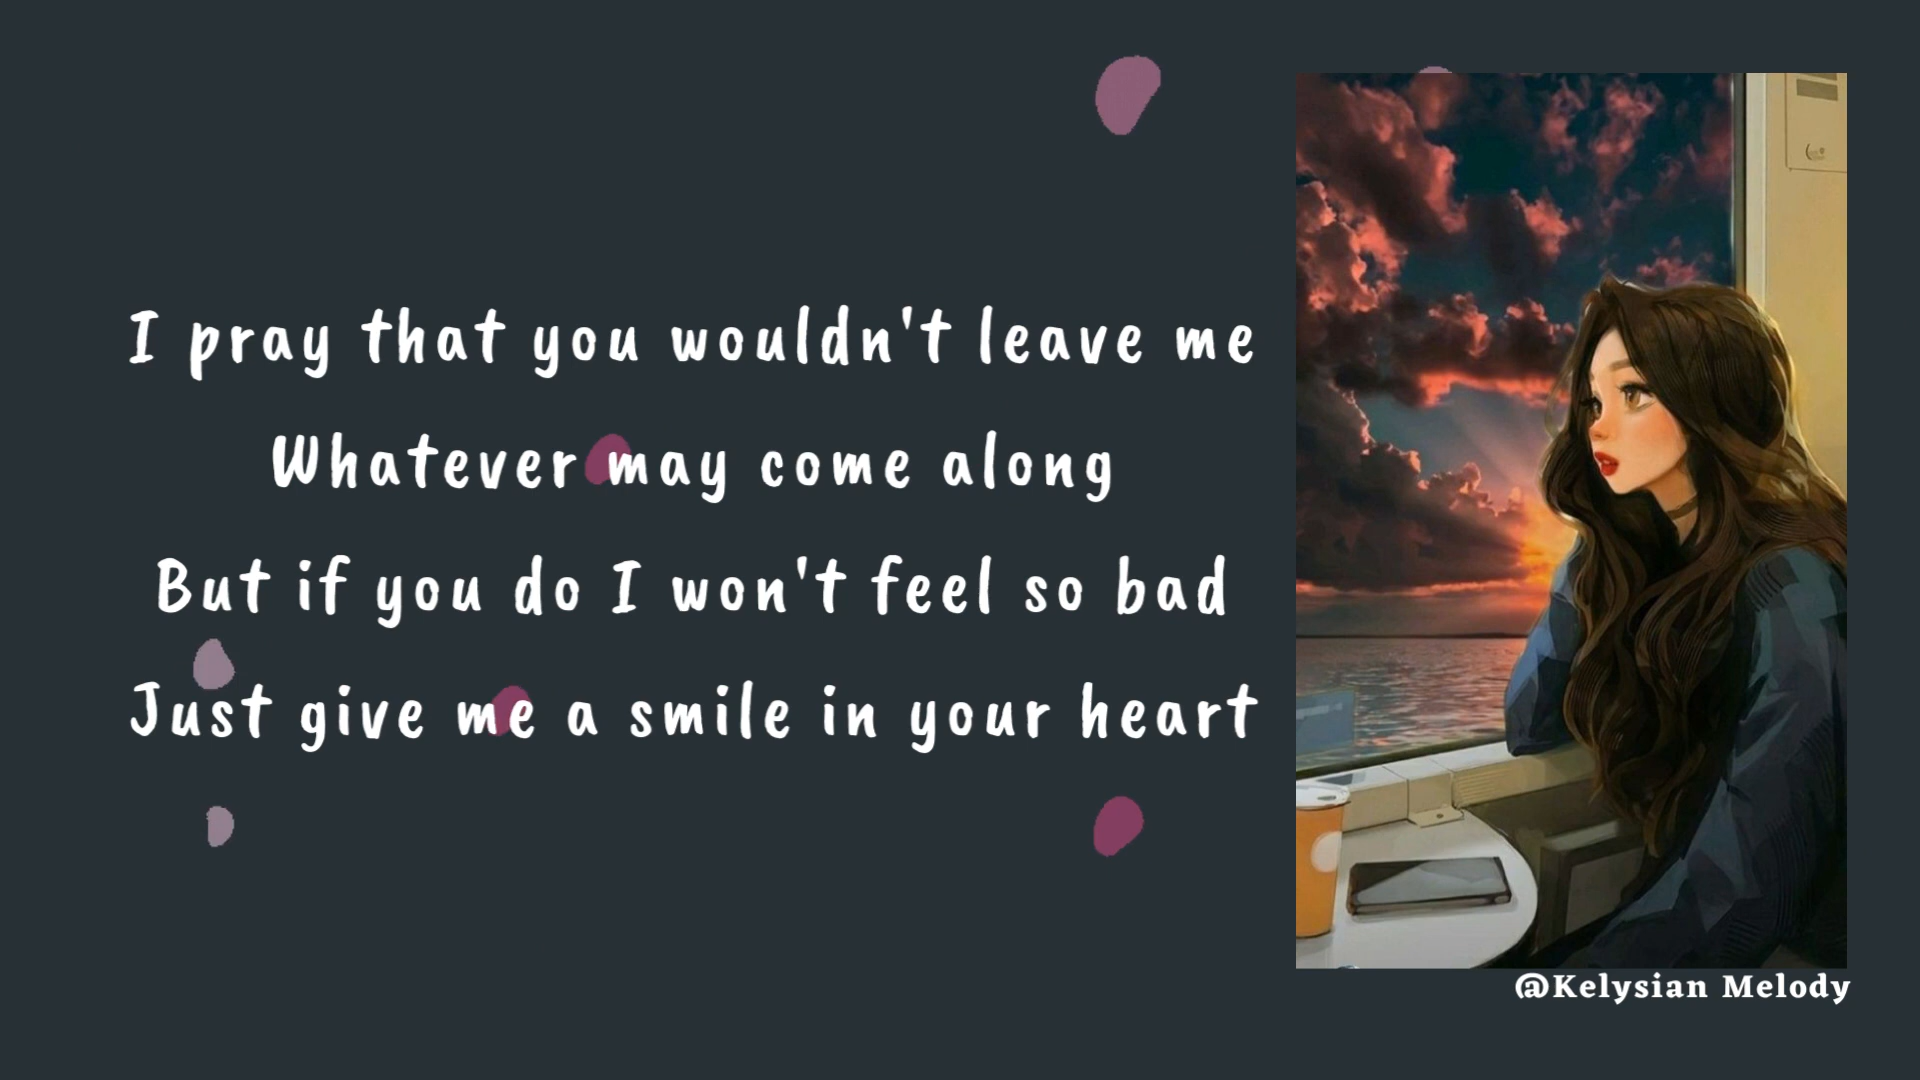 I pray that you wouldn't leave me
Whatever may come along
But if you do I won't feel so bad
Just give me a smile in your heart
@Kelysian Melody